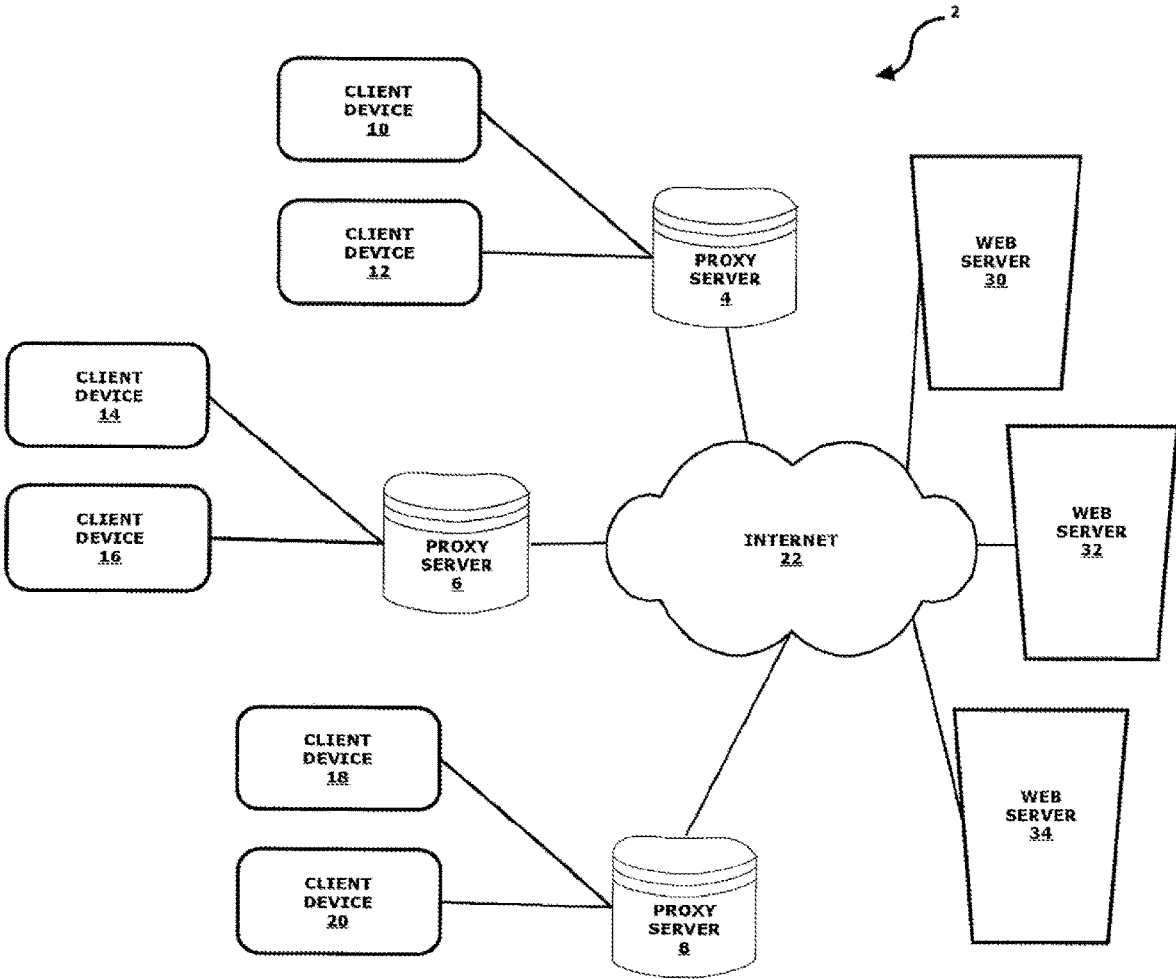 2
CLIENT
DEVICE
10
CLIENT
DEVICE
12
PROXY
SERVER
4
WEB
SERVER
30
CLIENT
DEVICE
14
CLIENT
DEVICE
16
PROXY
SERVER
6
INTERNET
22
WEB
SERVER
32
CLIENT
DEVICE
18
CLIENT
DEVICE
20
PROXY
SERVER
8
WEB
SERVER
34